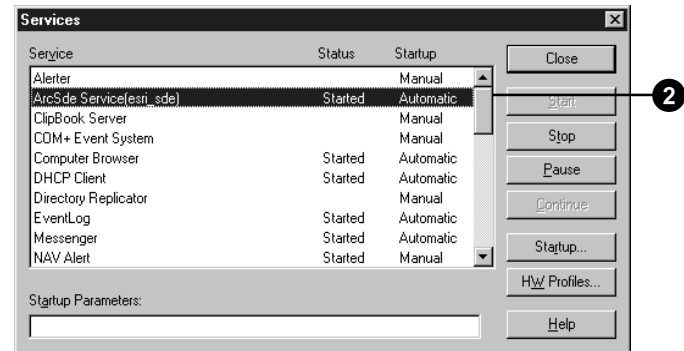 Services
Service Status Startup
Close
Alerter Manual
ArcSde Service(esri_sde) Started Automatic
2
Start
ClipBook Server Manual
COM+ Event System Manual
Stop
Computer Browser Started Automatic
Pause
DHCP Client Started Automatic
Directory Replicator Manual
Continue
EventLog Started Automatic
Messenger Started Automatic
Startup...
NAV Alert Started Manual
HW Profiles...
Startup Parameters:
Help